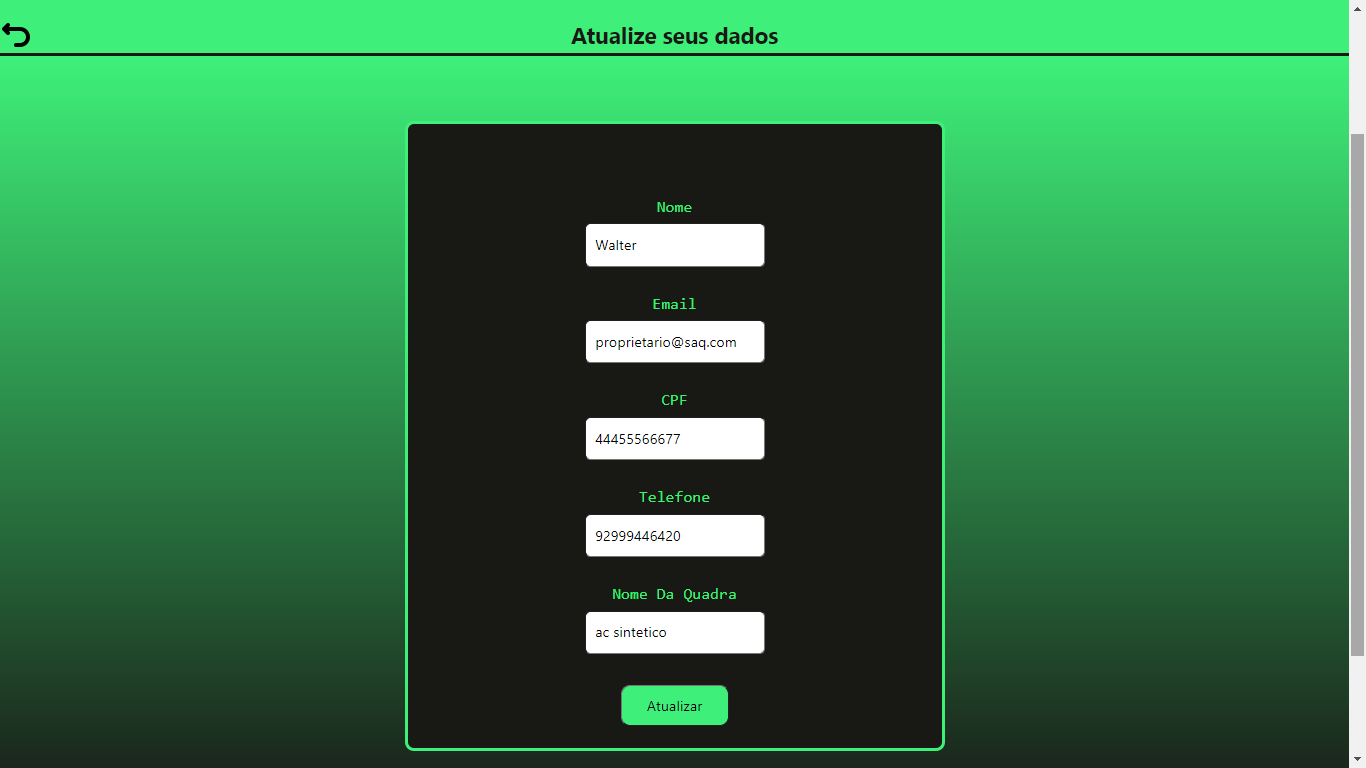 Atualize seus dados
Nome
Walter
Email
proprietario@saq.com
CPF
44455566677
Telefone
92999446420
Nome Da Quadra
ac sintetico
Atualizar